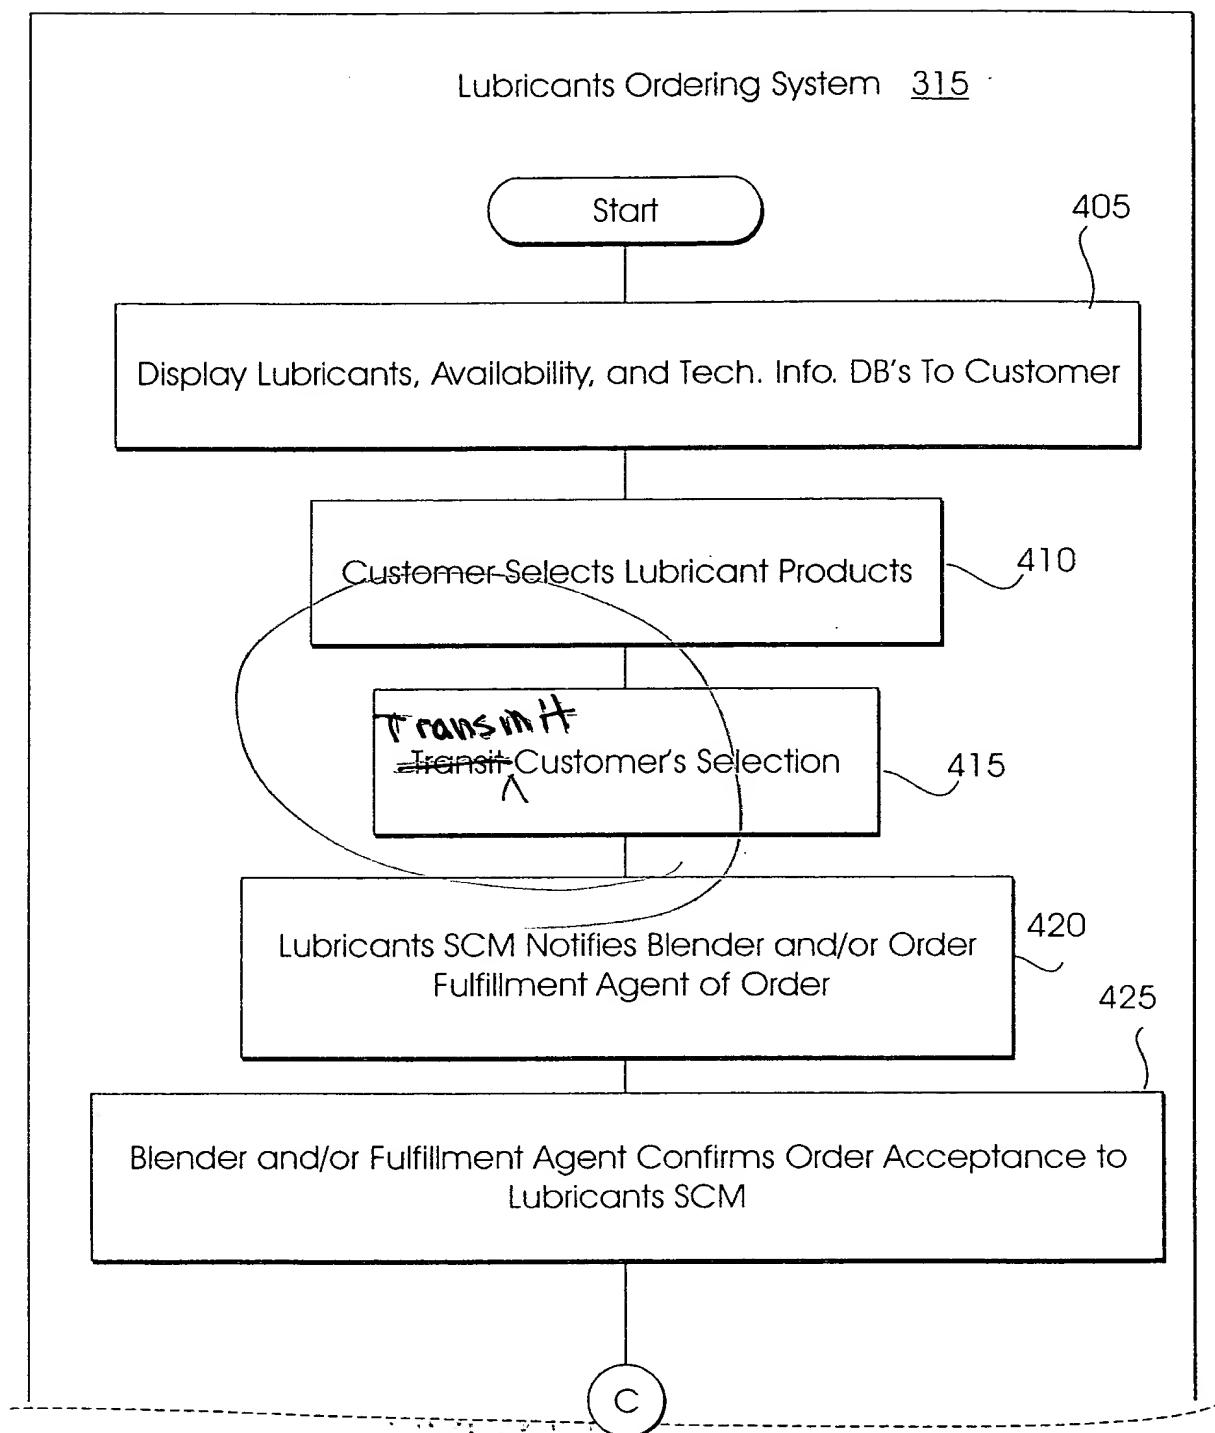 Lubricants Ordering System 315
Start
405
Display Lubricants, Availability, and Tech. Info. DB's To Customer
Customer Selects Lubricant Products
410
Transmit
Transit Customer's Selection
415
Lubricants SCM Notifies Blender and/or Order
Fulfillment Agent of Order
420
425
Blender and/or Fulfillment Agent Confirms Order Acceptance to
Lubricants SCM
C